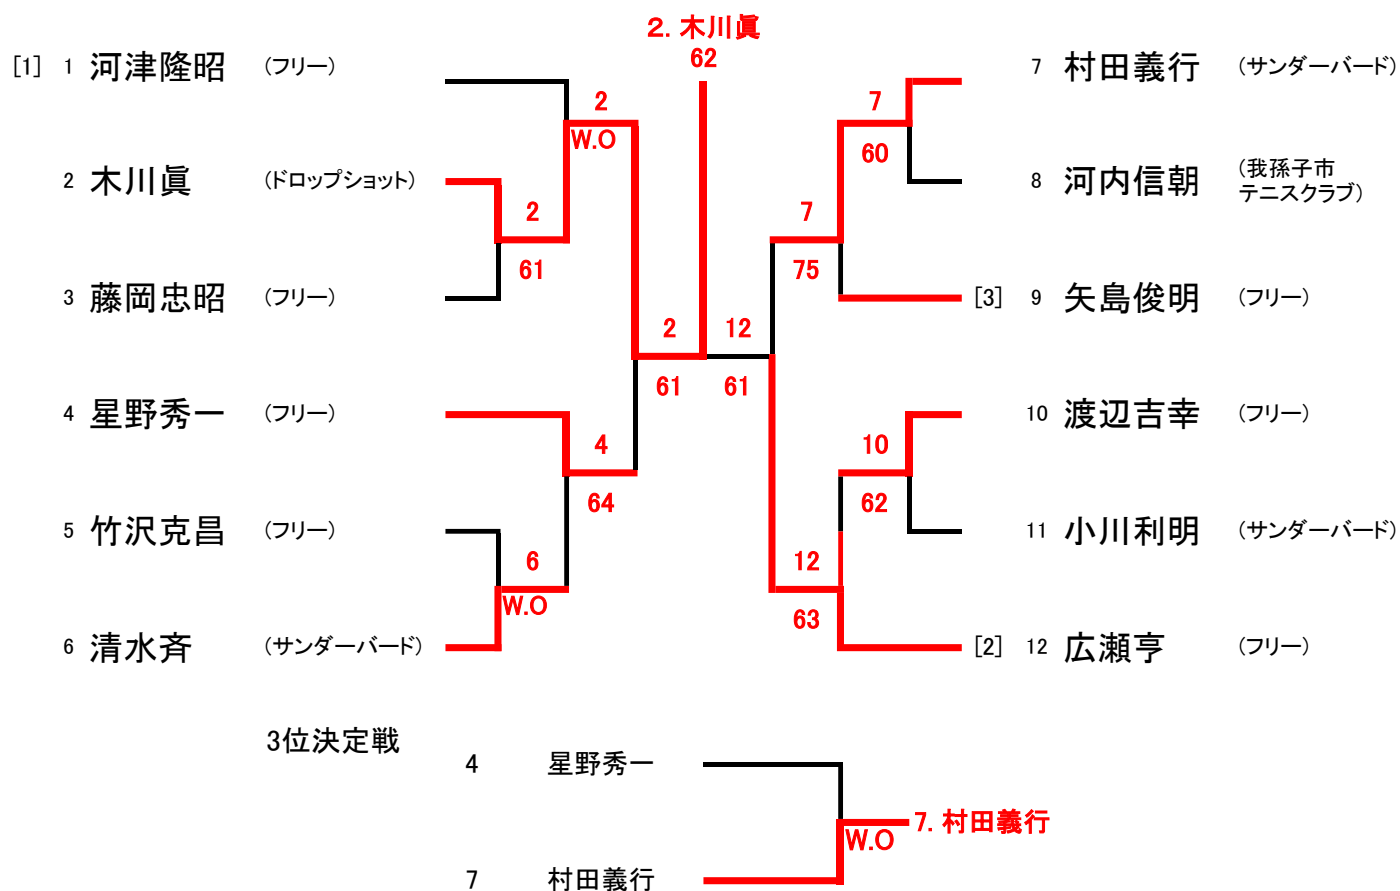 2. 木川眞
62
[1] 1 河津隆昭 (フリー)
2 木川眞 (ドロップショット)
3 藤岡忠昭 (フリー)
4 星野秀一 (フリー)
5 竹沢克昌 (フリー)
6 清水斉 (サンダーバード)
2
W.O
2
61
2
61
4
64
6
W.O
7 村田義行 (サンダーバード)
8 河内信朝 (我孫子市
テニスクラブ)
[3] 9 矢島俊明 (フリー)
10 渡辺吉幸 (フリー)
11 小川利明 (サンダーバード)
[2] 12 広瀬亨 (フリー)
7
60
7
75
12
61
10
62
12
63
3位決定戦
4 星野秀一
7. 村田義行
W.O
7 村田義行